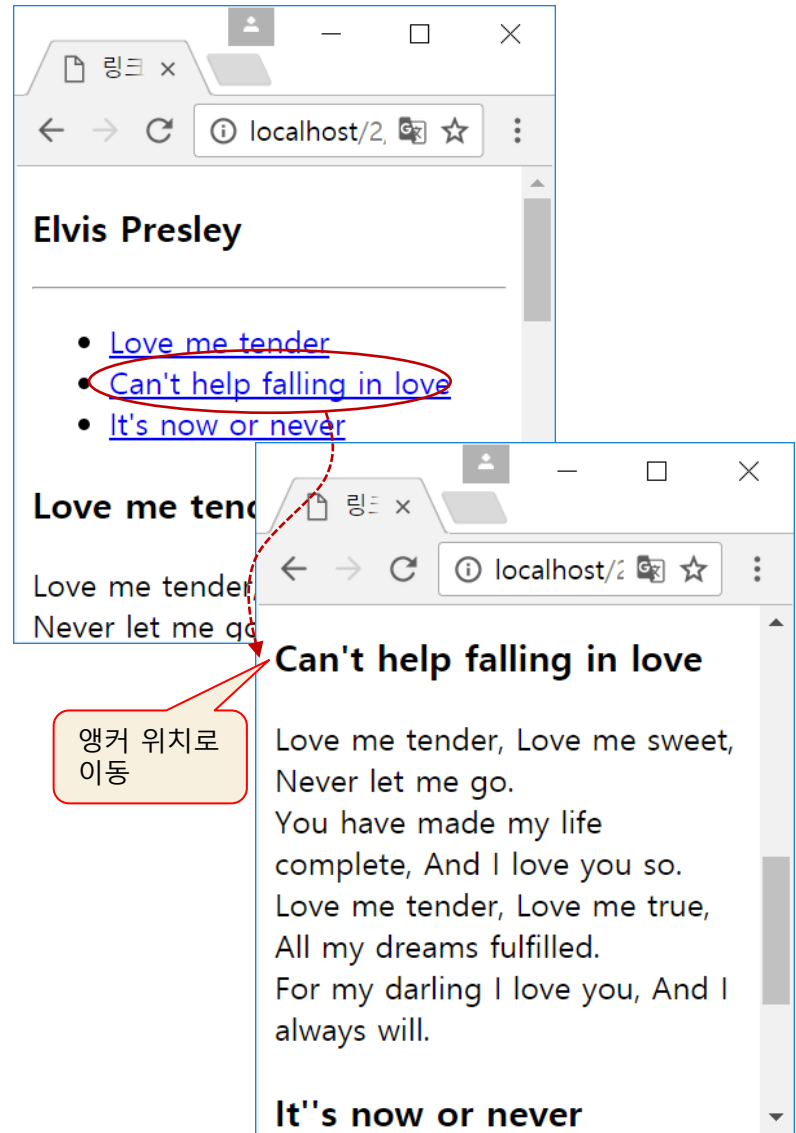 링크
localhost/2
Elvis Presley
Love me tender
Can't help falling in love
It's now or never
Love me tend
Love me tender,
Never let me go
링
localhost/2
Can't help falling in love
Love me tender, Love me sweet,
Never let me go.
You have made my life
complete, And I love you so.
Love me tender, Love me true,
All my dreams fulfilled.
For my darling I love you, And I
always will.
It''s now or never
앵커 위치로
이동